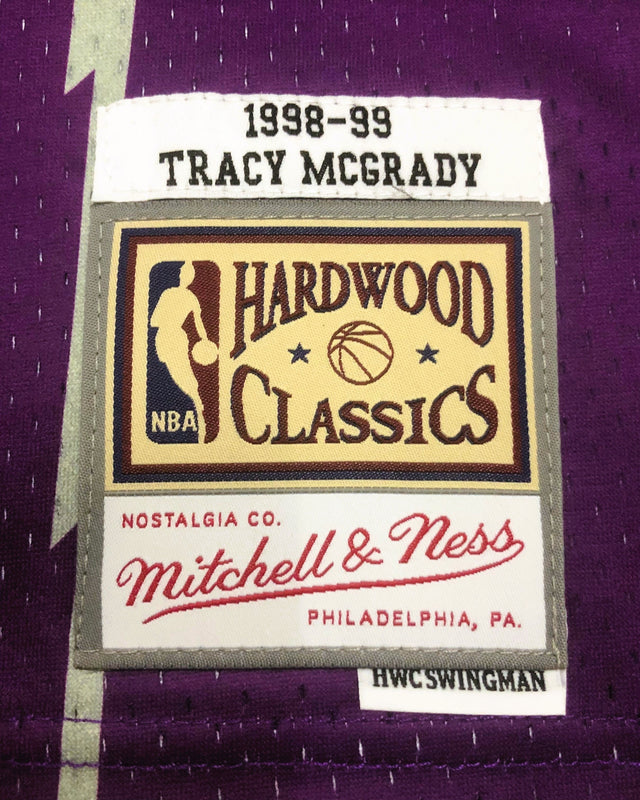 1998-99
TRACY MCGRADY
HARDWOOD
CLASSICS
NBA
NOSTALGIA CO.
Mitchell & Ness
PHILADELPHIA, PA.
HWC SWINGMAN